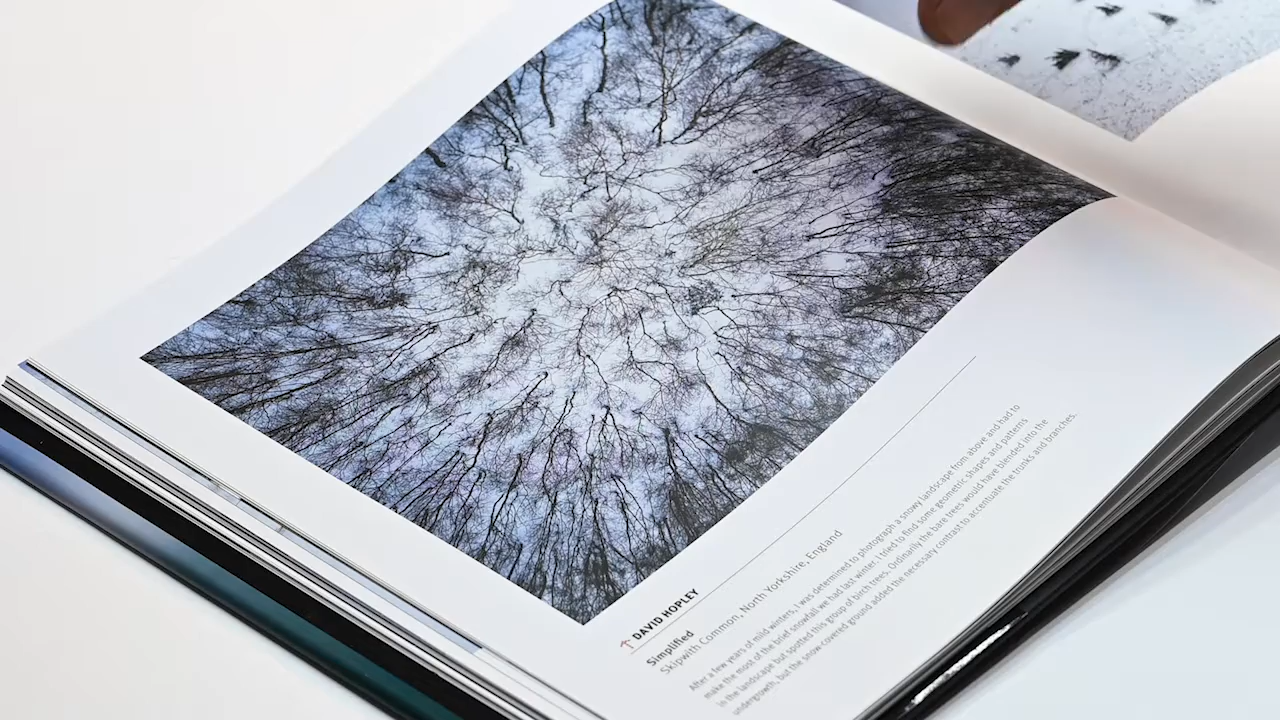 DAVID HOPLEY
Simplified
Skipwith Common, North Yorkshire, England
After a few years of mild winters, I was determined to photograph a snowy landscape from above and had to
make the most of the brief snowfall we had last winter. I tried to find some geometric shapes and patterns
in the landscape but spotted this group of birch trees. Ordinarily the bare trees would have blended into the
undergrowth, but the snow covered ground added the necessary contrast to accentuate the trunks and branches.